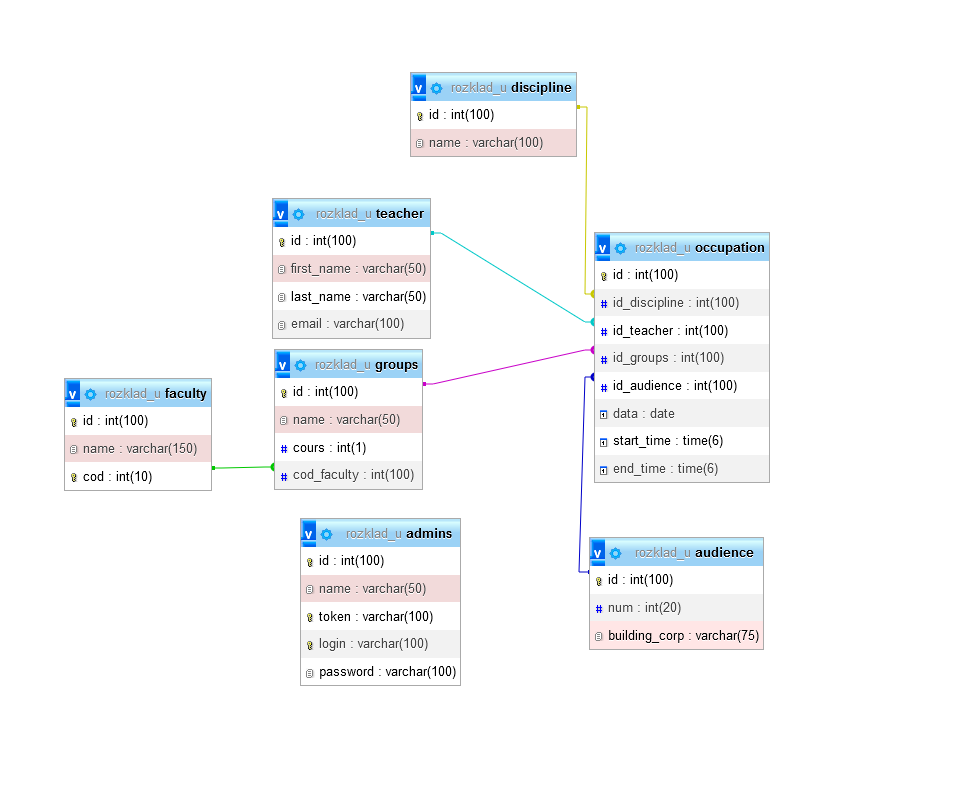 v rozklad_u discipline
id : int(100)
name : varchar(100)
v rozklad_u teacher
id : int(100)
first_name : varchar(50)
last_name : varchar(50)
email : varchar(100)
v rozklad_u occupation
id : int(100)
# id_discipline : int(100)
# id_teacher : int(100)
# id_groups : int(100)
# id_audience : int(100)
data : date
start_time : time(6)
end_time : time(6)
v rozklad_u groups
id : int(100)
name : varchar(50)
# cours : int(1)
# cod_faculty : int(100)
v rozklad_u faculty
id : int(100)
name : varchar(150)
cod : int(10)
v rozklad_u admins
id : int(100)
name : varchar(50)
token : varchar(100)
login : varchar(100)
password : varchar(100)
v rozklad_u audience
id : int(100)
# num : int(20)
building_corp : varchar(75)